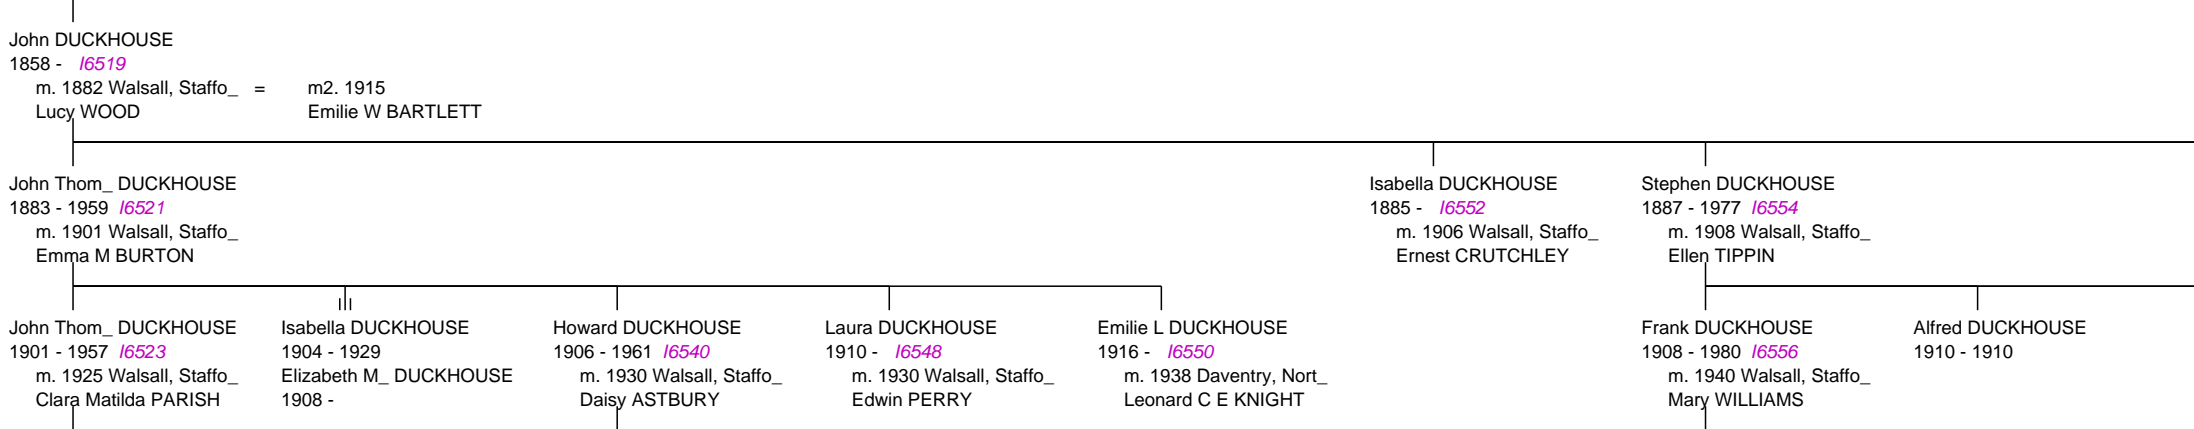 John DUCKHOUSE
1858 - I6519
m. 1882 Walsall, Staffo_ = m2. 1915
Lucy WOOD Emilie W BARTLETT
John Thom_ DUCKHOUSE
1883 - 1959 I6521
m. 1901 Walsall, Staffo_
Emma M BURTON
Isabella DUCKHOUSE
1885 - I6552
m. 1906 Walsall, Staffo_
Ernest CRUTCHLEY
Stephen DUCKHOUSE
1887 - 1977 I6554
m. 1908 Walsall, Staffo_
Ellen TIPPIN
John Thom_ DUCKHOUSE
1901 - 1957 I6523
m. 1925 Walsall, Staffo_
Clara Matilda PARISH
Isabella DUCKHOUSE
1904 - 1929
Elizabeth M_ DUCKHOUSE
1908 -
Howard DUCKHOUSE
1906 - 1961 I6540
m. 1930 Walsall, Staffo_
Daisy ASTBURY
Laura DUCKHOUSE
1910 - I6548
m. 1930 Walsall, Staffo_
Edwin PERRY
Emilie L DUCKHOUSE
1916 - I6550
m. 1938 Daventry, Nort_
Leonard C E KNIGHT
Frank DUCKHOUSE
1908 - 1980 I6556
m. 1940 Walsall, Staffo_
Mary WILLIAMS
Alfred DUCKHOUSE
1910 - 1910